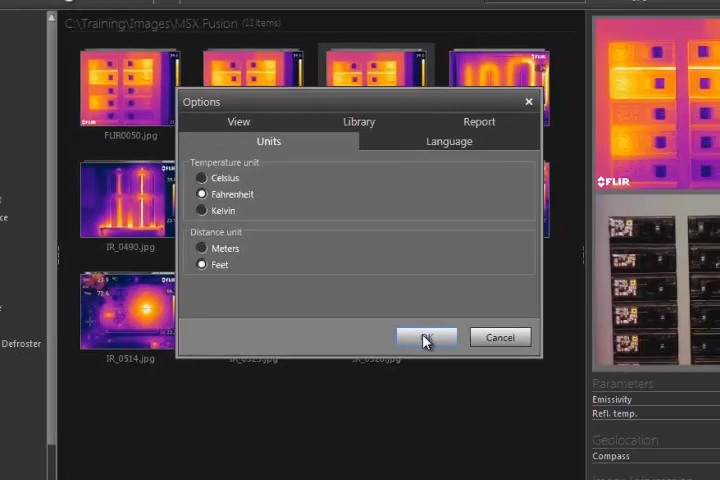 C:\Training\Images\MSX Fusion (11 items)
FLIR0050.jpg
Options
View
Library
Report
Units
Language
Temperature unit
Celsius
Fahrenheit
Kelvin
Distance unit
Meters
Feet
OK
Cancel
IR_0490.jpg
IR_0514.jpg
Defroster
FLIR
Parameters
Emissivity
Refl. temp.
Geolocation
Compass